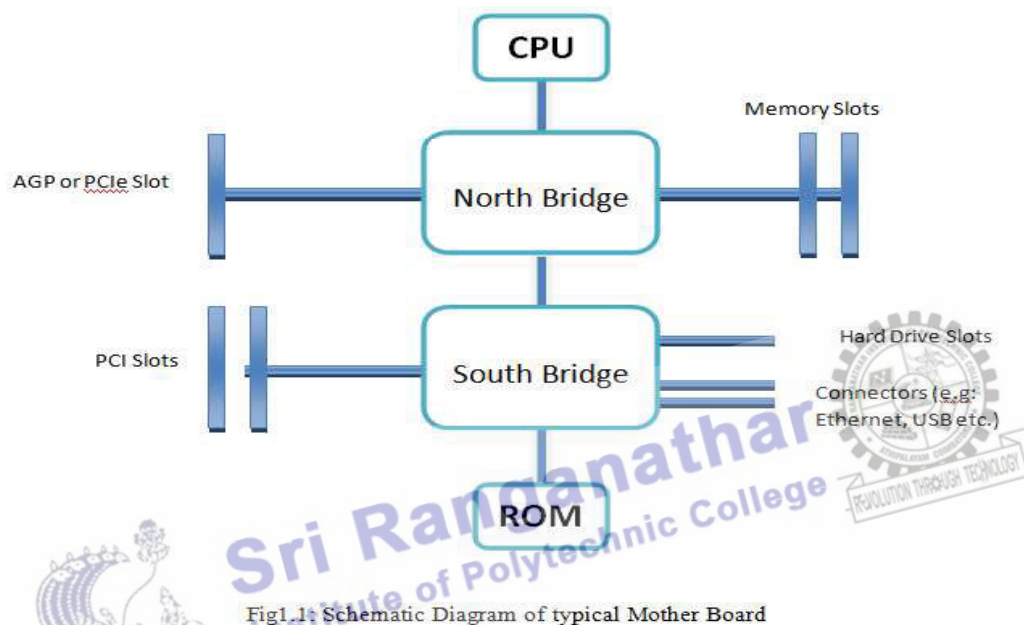 CPU
Memory Slots
AGP or PCIe Slot
North Bridge
PCI Slots
South Bridge
Hard Drive Slots
Connectors (e.g:
Ethernet, USB etc.)
ROM
Sri Ranganathar
Institute of Polytechnic College
REVOLUTION THROUGH TECHNOLOGY
Fig1.1: Schematic Diagram of typical Mother Board